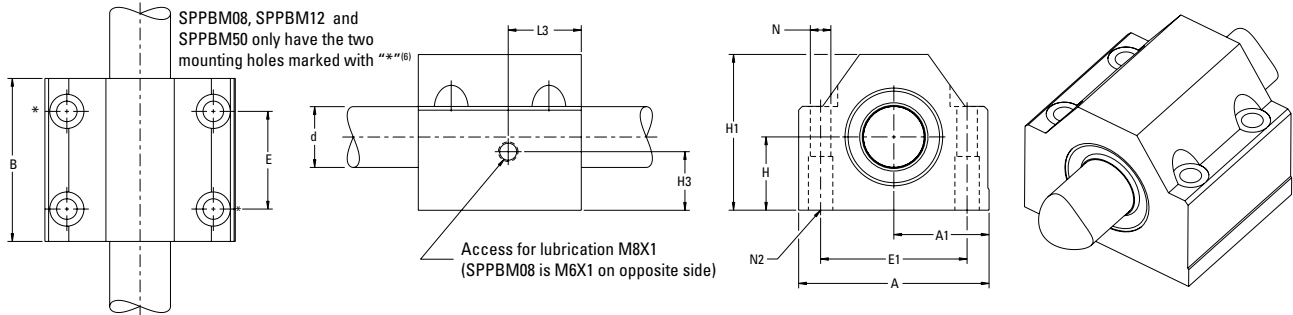 SPPBM08, SPPBM12 and
SPPBM50 only have the two
mounting holes marked with “*”(6)
*
*
B
E
L3
d
H3
Access for lubrication M8X1
(SPPBM08 is M6X1 on opposite side)
N
H1
H
A1
N2
E1
A